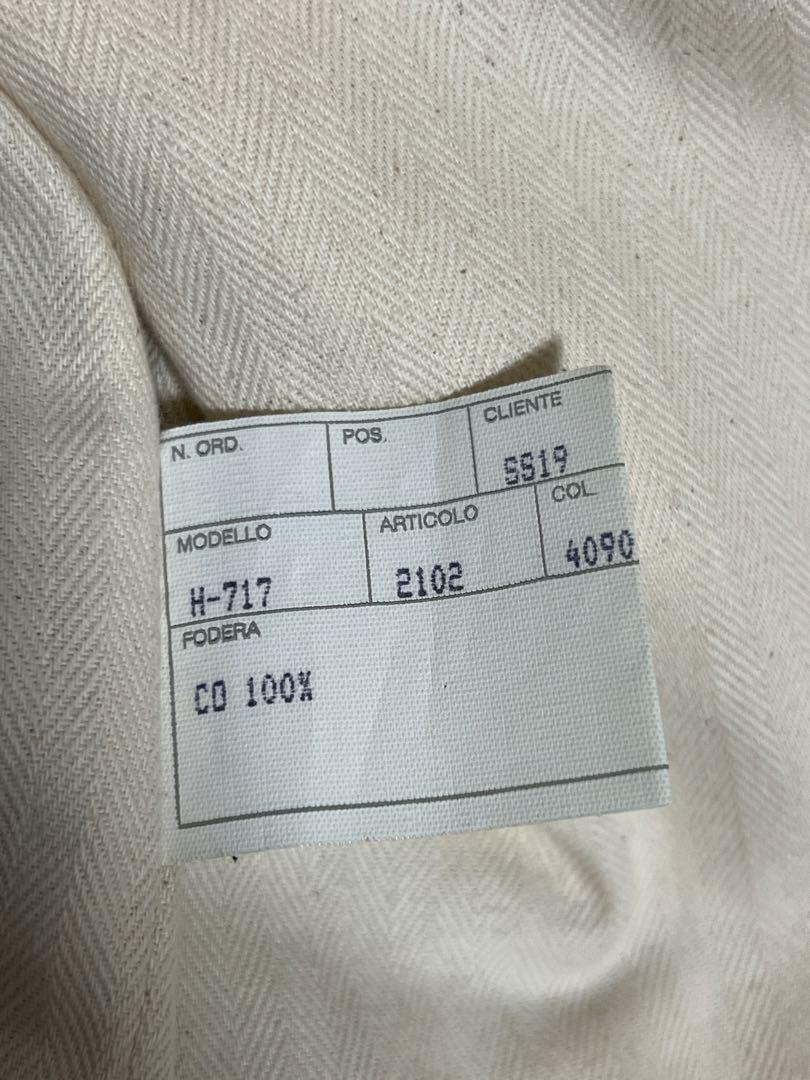 N. ORD. POS. CLIENTE
SS19
MODELLO ARTICOLO COL.
H-717 2102 4090
FODERA
CO 100%